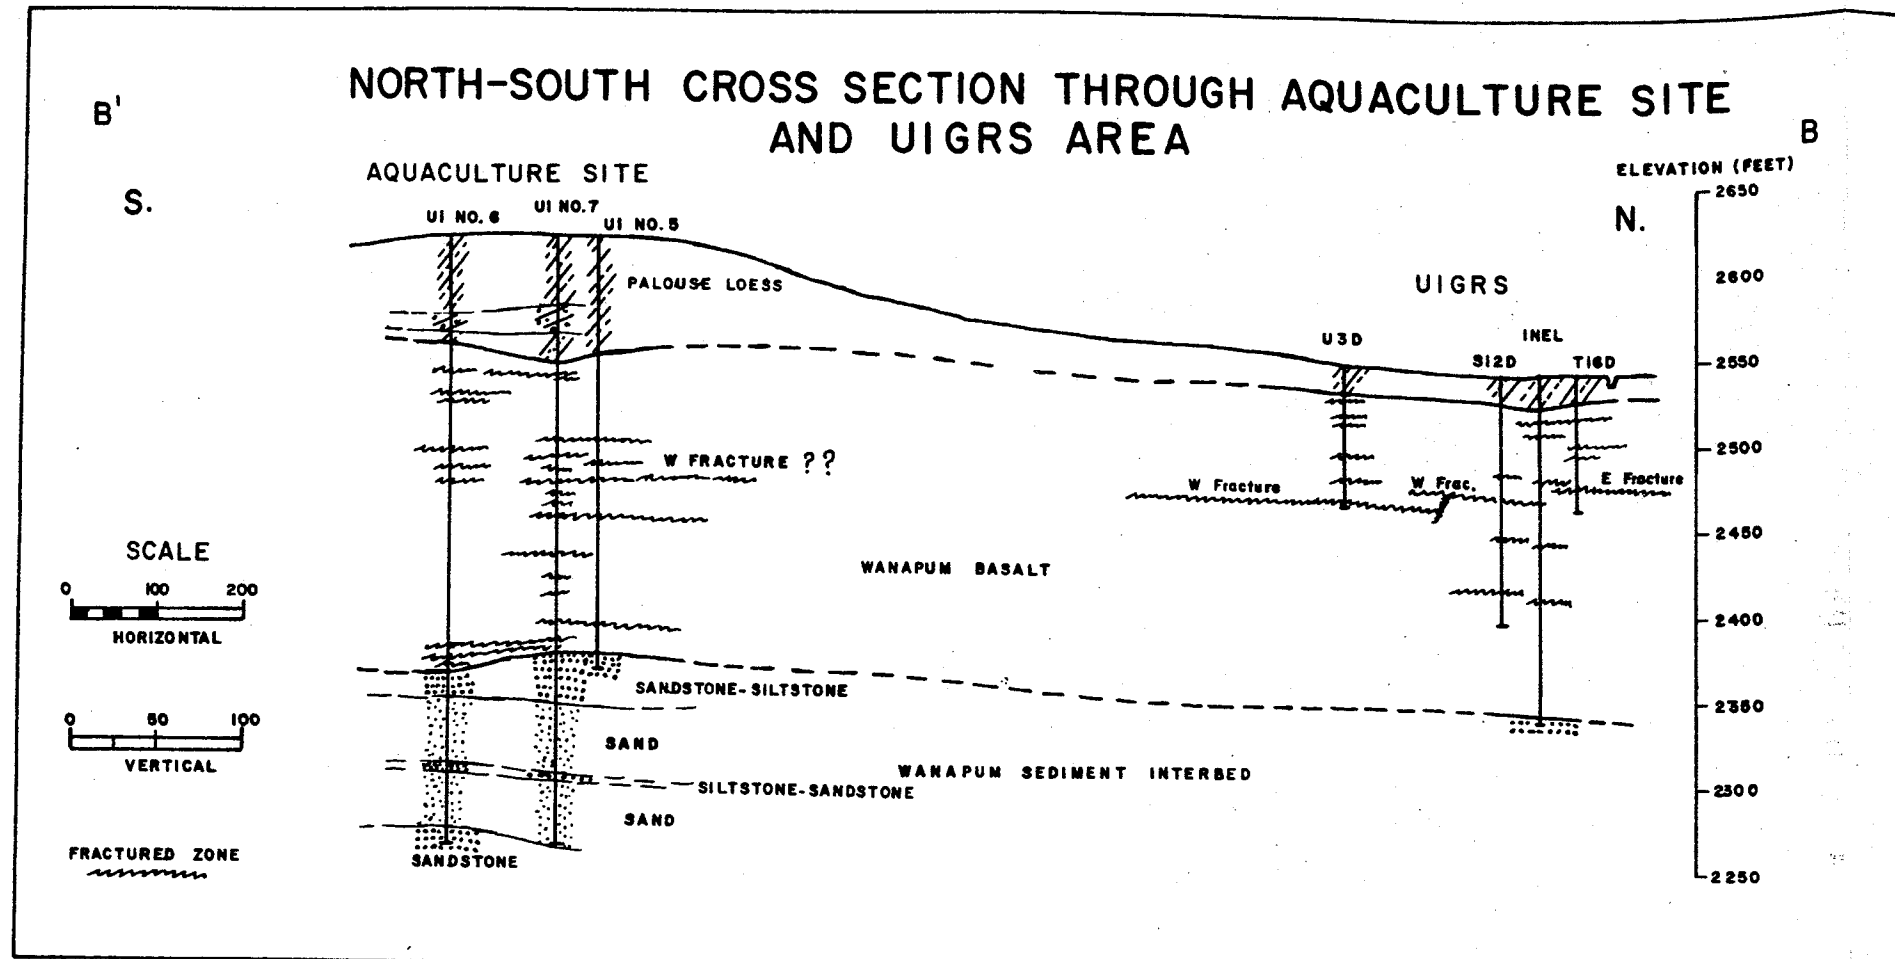 NORTH-SOUTH CROSS SECTION THROUGH AQUACULTURE SITE
AND UIGRS AREA
B'
B
S.
N.
AQUACULTURE SITE
UI NO. 6
UI NO. 7
UI NO. 5
PALOUSE LOESS
UIGRS
U3D
INEL
S12D
T16D
ELEVATION (FEET)
2650
2600
2550
2500
2450
2400
2350
2300
2250
W FRACTURE ??
W Fracture
W Frac.
E Fracture
WANAPUM BASALT
SANDSTONE-SILTSTONE
SAND
WANAPUM SEDIMENT INTERBED
SILTSTONE-SANDSTONE
SAND
SANDSTONE
SCALE
0 100 200
HORIZONTAL
0 50 100
VERTICAL
FRACTURED ZONE